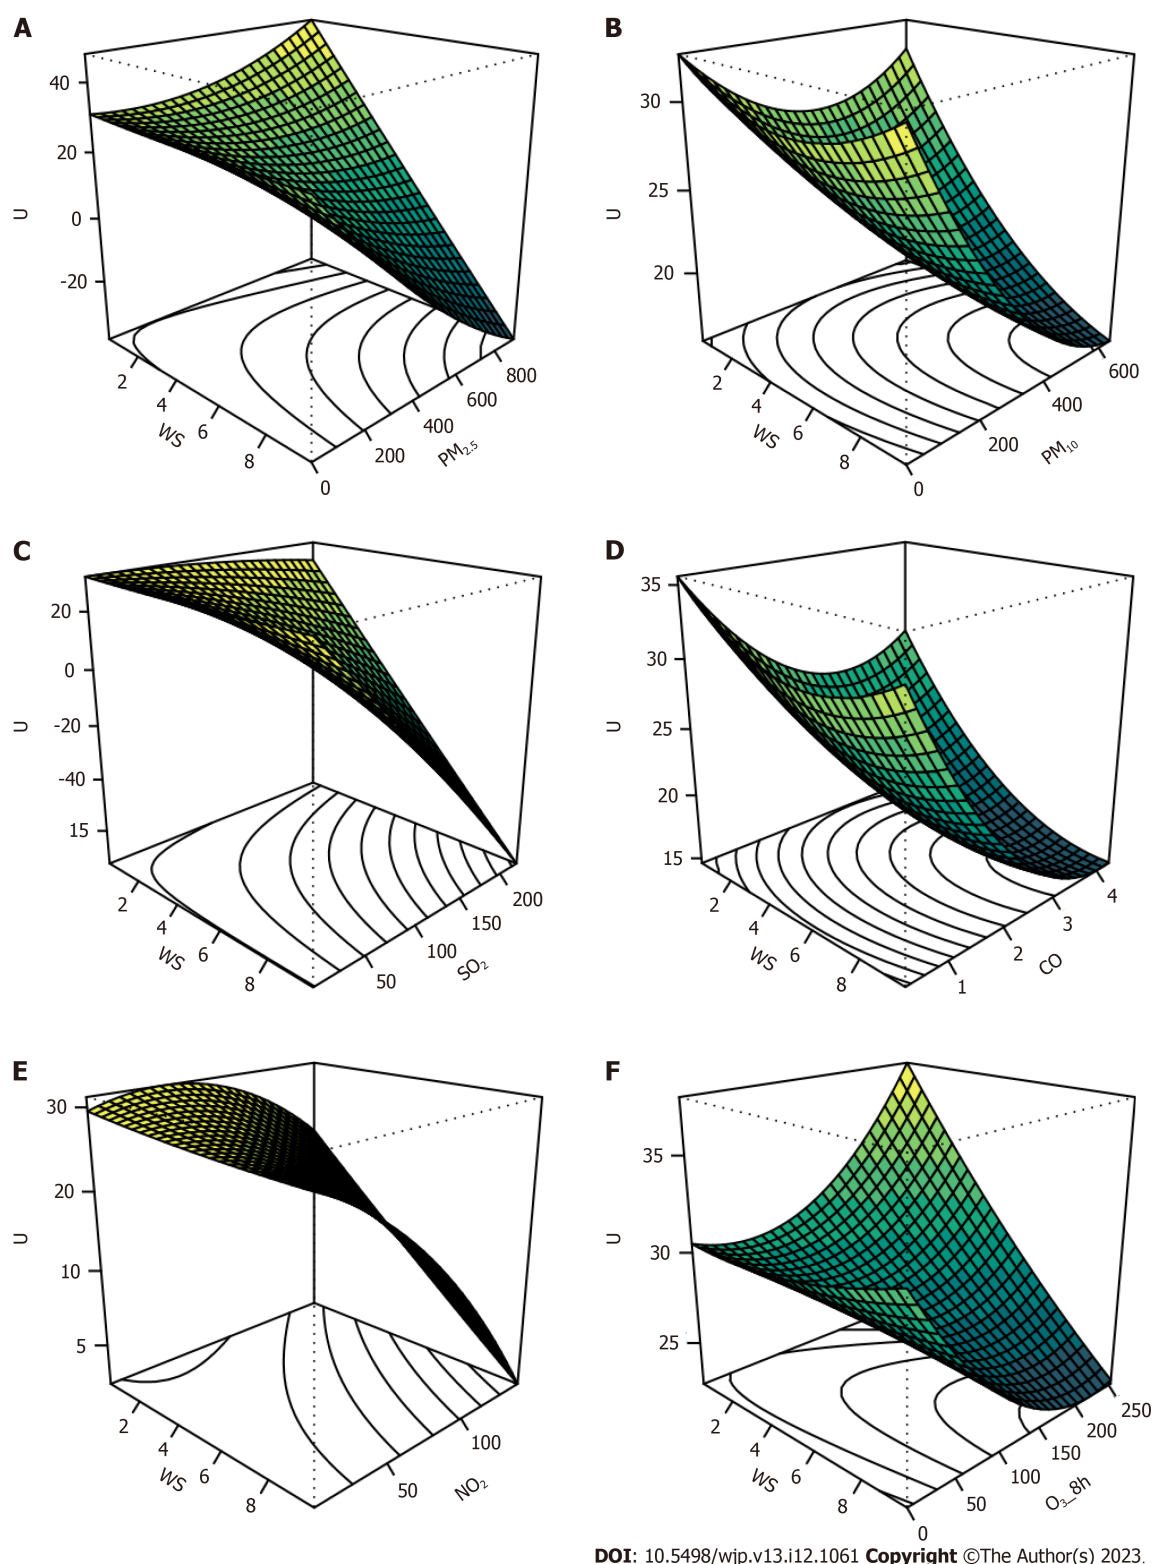 A
40
20
0
-20
U
2
4
6
8
WS
0
200
400
600
800
PM2.5
B
30
25
20
U
2
4
6
8
WS
0
200
400
600
PM10
C
20
0
-20
-40
15
U
2
4
6
8
WS
50
100
150
200
SO2
D
35
30
25
20
15
U
2
4
6
8
WS
1
2
3
4
CO
E
30
20
10
5
U
2
4
6
8
WS
50
100
NO2
F
35
30
25
U
2
4
6
8
WS
0
50
100
150
200
250
O3_8h
DOI: 10.5498/wjp.v13.i12.1061 Copyright ©The Author(s) 2023.